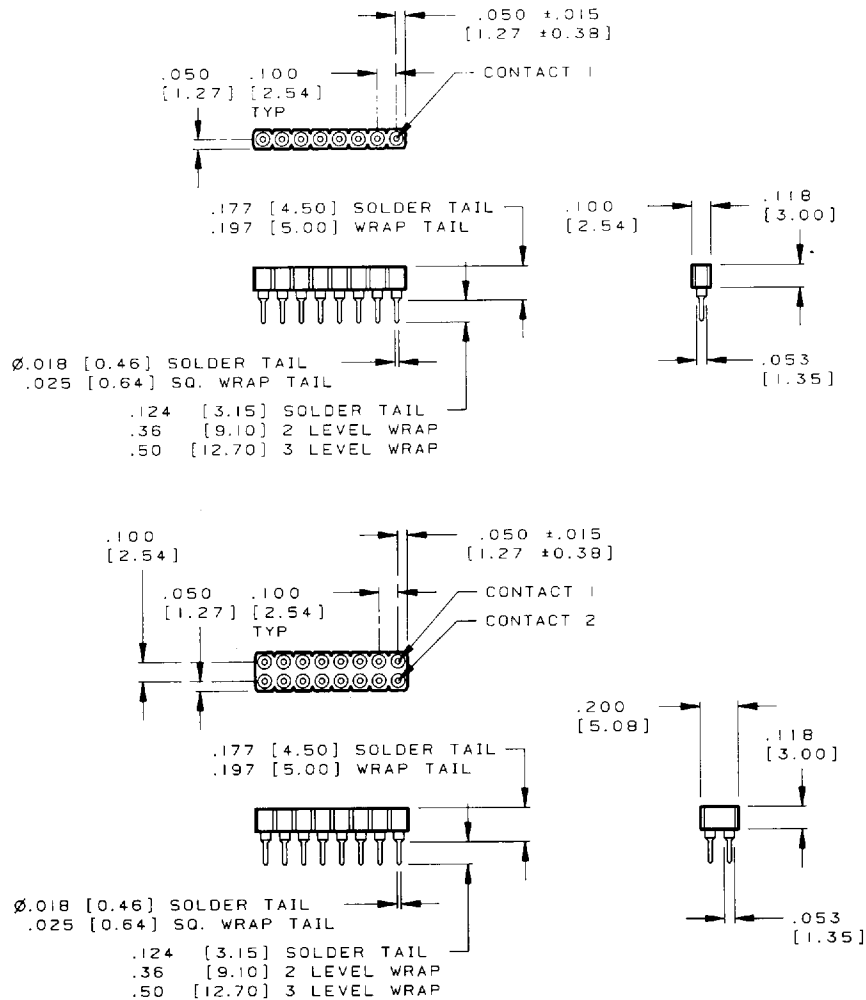 .050 ±.015
[1.27 ±0.38]
.050 .100
[1.27] [2.54]
TYP
CONTACT 1
.177 [4.50] SOLDER TAIL
.197 [5.00] WRAP TAIL
.100
[2.54]
.118
[3.00]
Ø.018 [0.46] SOLDER TAIL
.025 [0.64] SQ. WRAP TAIL
.053
[1.35]
.124 [3.15] SOLDER TAIL
.36 [9.10] 2 LEVEL WRAP
.50 [12.70] 3 LEVEL WRAP
.100
[2.54]
.050 ±.015
[1.27 ±0.38]
.050 .100
[1.27] [2.54]
TYP
CONTACT 1
CONTACT 2
.177 [4.50] SOLDER TAIL
.197 [5.00] WRAP TAIL
.200
[5.08]
.118
[3.00]
Ø.018 [0.46] SOLDER TAIL
.025 [0.64] SQ. WRAP TAIL
.053
[1.35]
.124 [3.15] SOLDER TAIL
.36 [9.10] 2 LEVEL WRAP
.50 [12.70] 3 LEVEL WRAP